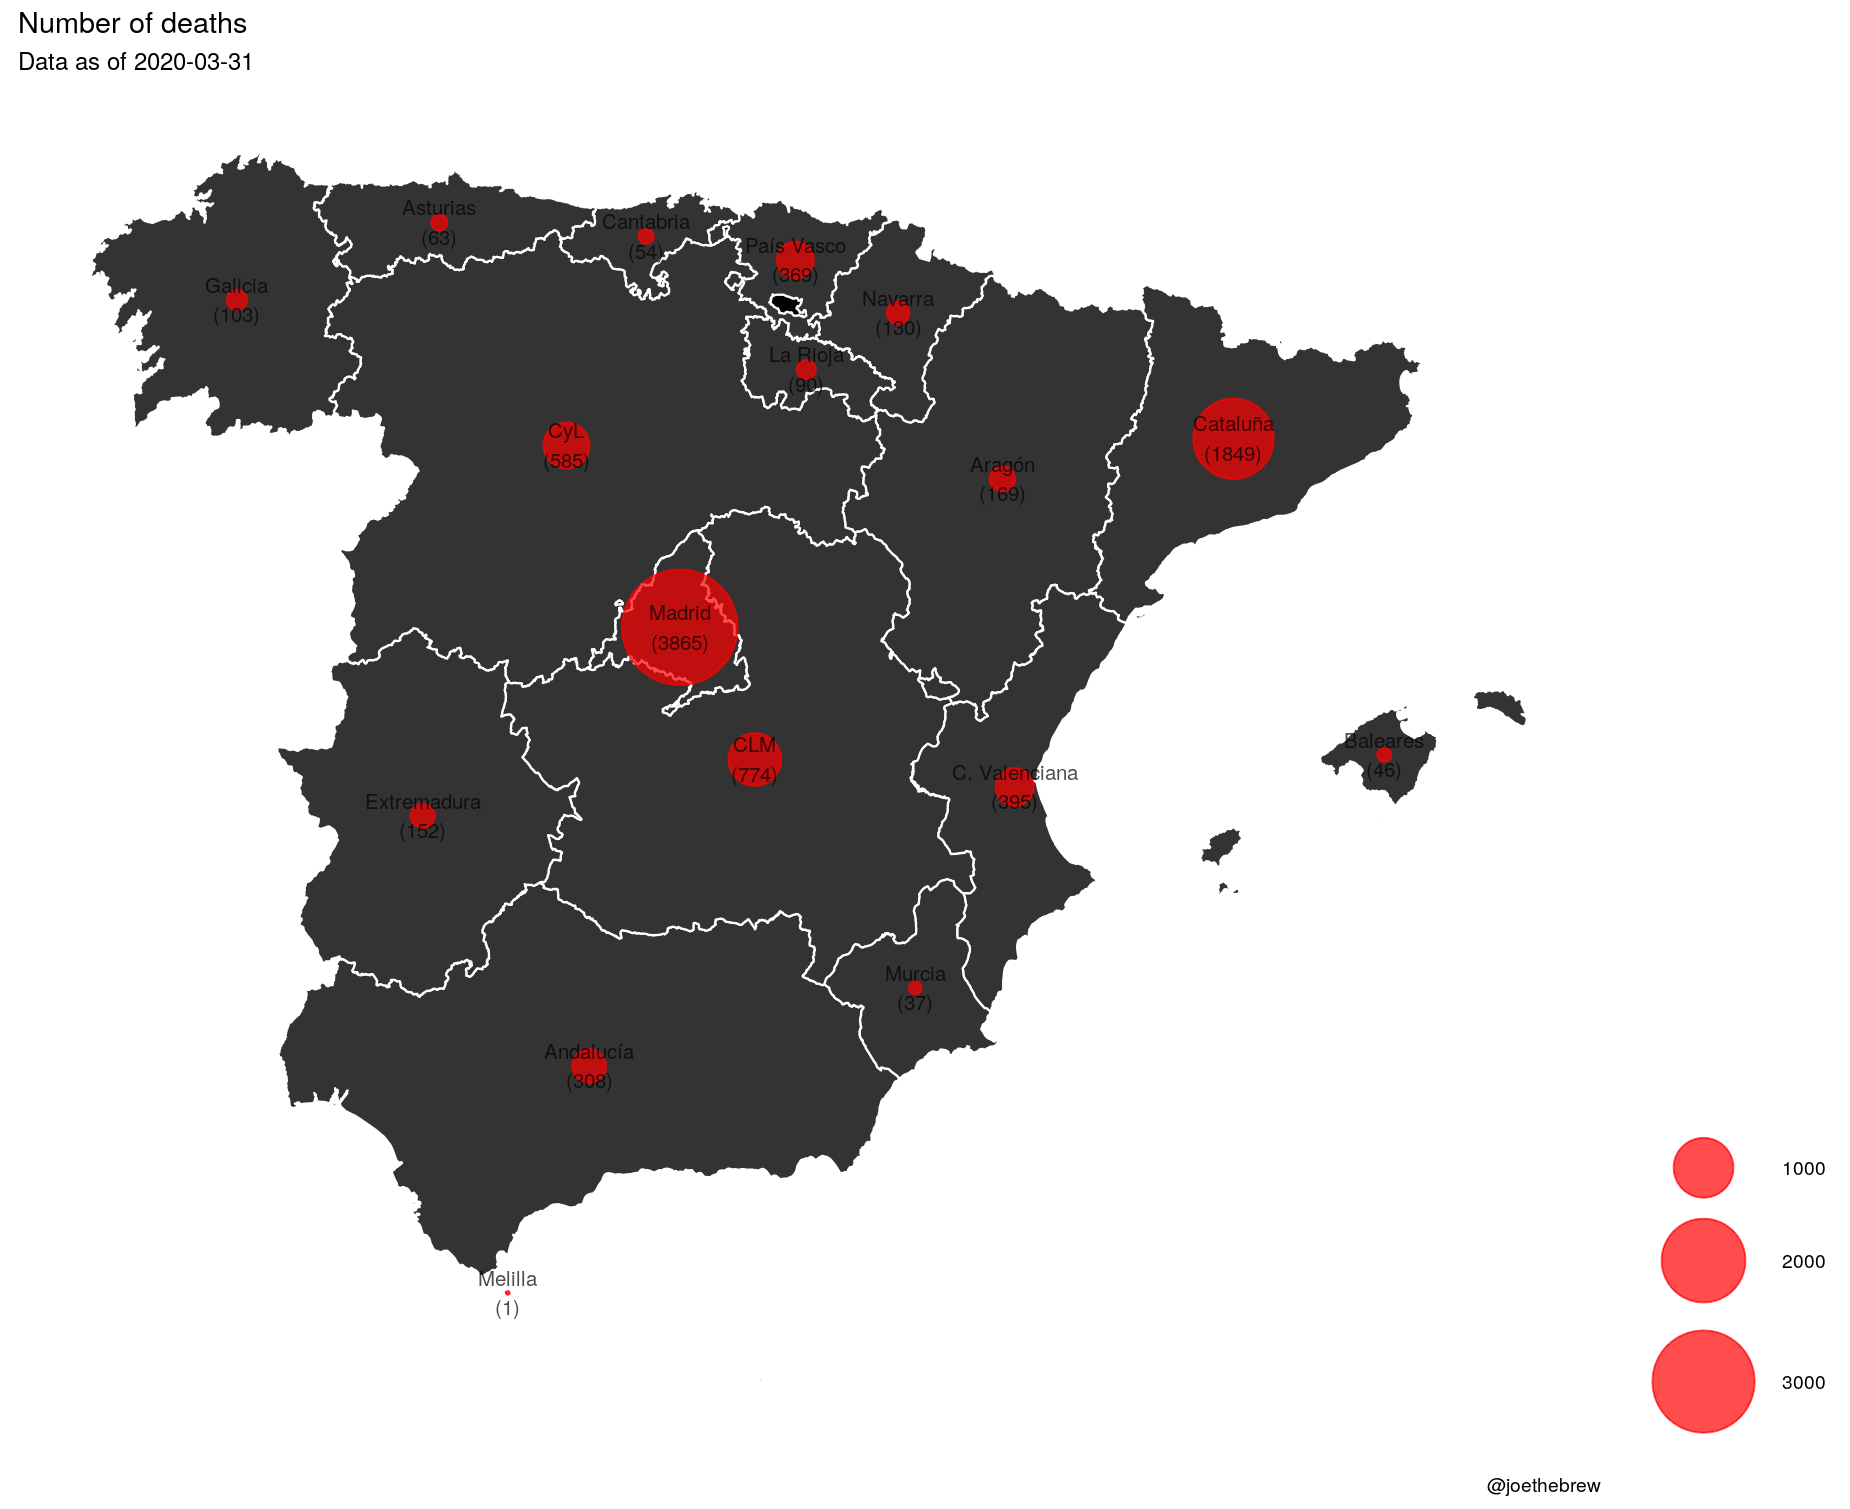 Number of deaths
Data as of 2020-03-31
Asturias
(63)
Cantabria
(54)
País Vasco
(369)
Galicia
(103)
Navarra
(130)
La Rioja
(90)
CyL
(585)
Cataluña
(1849)
Aragón
(169)
Madrid
(3865)
CLM
(774)
Baleares
(46)
C. Valenciana
(395)
Extremadura
(152)
Murcia
(37)
Andalucía
(308)
Melilla
(1)
1000
2000
3000
@joethebrew